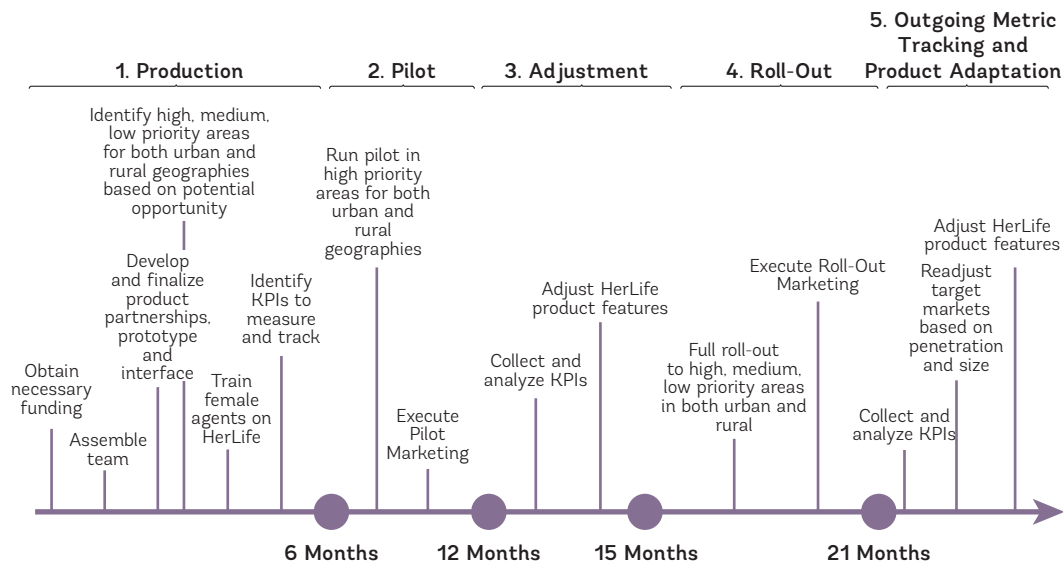 1. Production
2. Pilot
3. Adjustment
4. Roll-Out
5. Outgoing Metric
Tracking and
Product Adaptation
Obtain
necessary
funding
Assemble
team
Develop
and finalize
product
partnerships,
prototype
and
interface
Identify high, medium,
low priority areas
for both urban and
rural geographies
based on potential
opportunity
Train
female
agents on
HerLife
Identify
KPIs to
measure
and track
Run pilot in
high priority
areas for both
urban and
rural
geographies
Execute
Pilot
Marketing
Collect and
analyze KPIs
Adjust HerLife
product features
Full roll-out
to high, medium,
low priority areas
in both urban and
rural
Execute Roll-Out
Marketing
Collect and
analyze KPIs
Readjust
target
markets
based on
penetration
and size
Adjust HerLife
product features
6 Months
12 Months
15 Months
21 Months